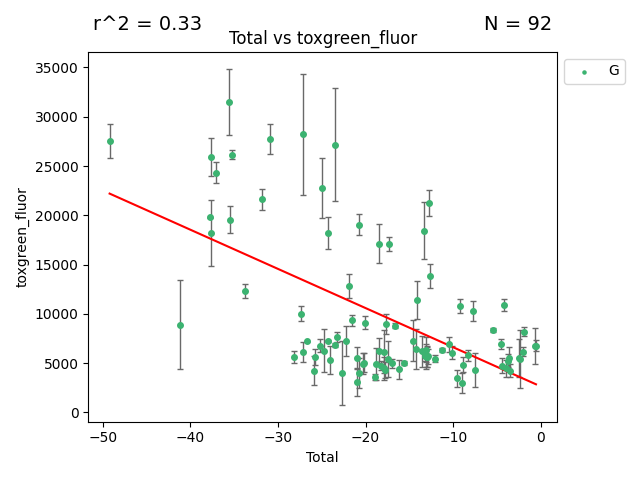 r^2 = 0.33
N = 92
Total vs toxgreen_fluor
G
toxgreen_fluor
35000
30000
25000
20000
15000
10000
5000
0
−50 −40 −30 −20 −10 0
Total